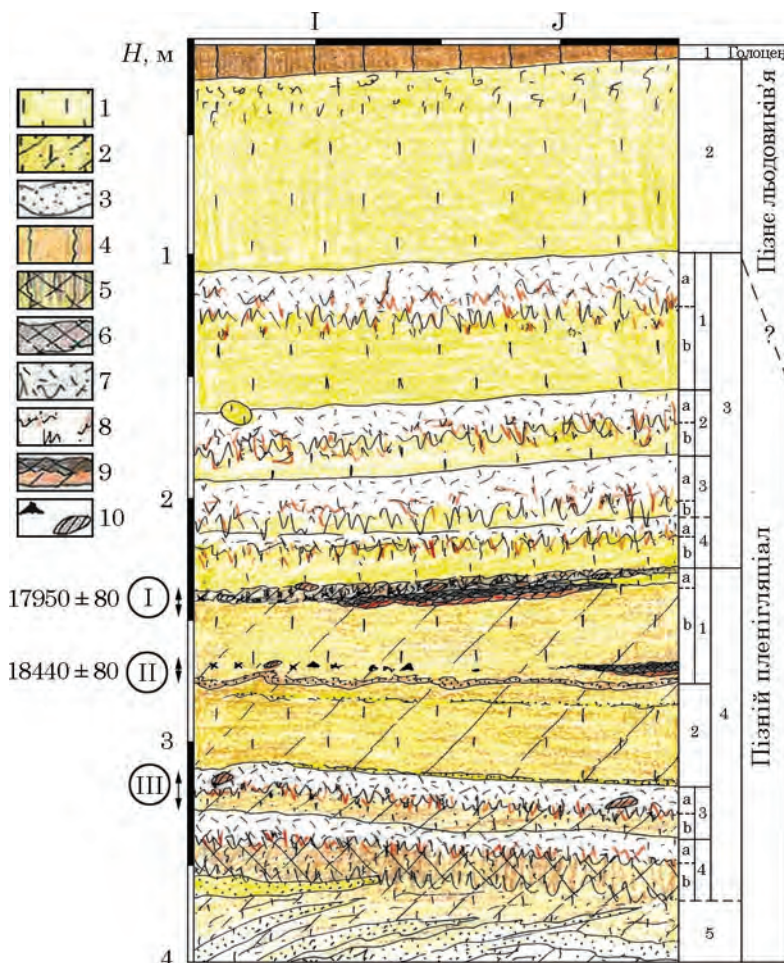 I J
H, м
1 Голоцен
1
2
3
4
5
6
7
8
9
10
2
Пізнє льодовиків'я
1
a
1
b
a
2
b
3
a
3
b
a
4
b
?
2
17950 ± 80 I
a
1
b
18440 ± 80 II
2
4
3
III
a
3
b
a
4
b
5
4
Пізній пленігляціал